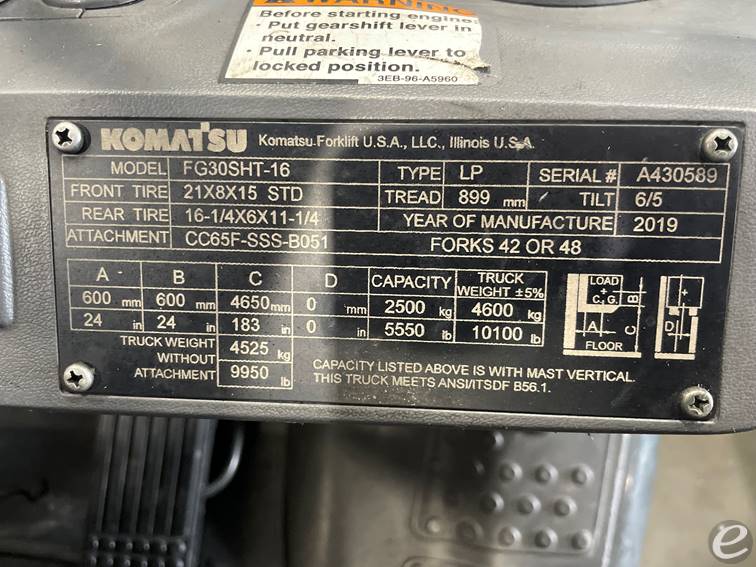 WARNING
Before starting engine:
· Put gearshift lever in
neutral.
· Pull parking lever to
locked position.
3EB-96-A5960
KOMATSU Komatsu Forklift U.S.A., LLC., Illinois U.S.A.
MODEL FG30SHT-16 TYPE LP SERIAL # A430589
FRONT TIRE 21X8X15 STD TREAD 899 mm TILT 6/5
REAR TIRE 16-1/4X6X11-1/4 YEAR OF MANUFACTURE 2019
ATTACHMENT CC65F-SSS-B051 FORKS 42 OR 48
A B C D CAPACITY TRUCK WEIGHT ±5%
600 mm 600 mm 4650 mm 0 mm 2500 kg 4600 kg
24 in 24 in 183 in 0 in 5550 lb 10100 lb
TRUCK WEIGHT
WITHOUT
ATTACHMENT
4525 kg
9950 lb
CAPACITY LISTED ABOVE IS WITH MAST VERTICAL.
THIS TRUCK MEETS ANSI/ITSDF B56.1.
LOAD
C.G.
A
B
C
D
FLOOR
e